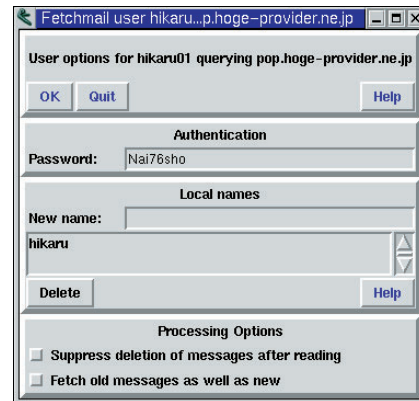 Fetchmail user hikaru...p.hoge-provider.ne.jp
User options for hikaru01 querying pop.hoge-provider.ne.jp
OK Quit Help
Authentication
Password: Nai76sho
Local names
New name:
hikaru
Delete Help
Processing Options
Suppress deletion of messages after reading
Fetch old messages as well as new